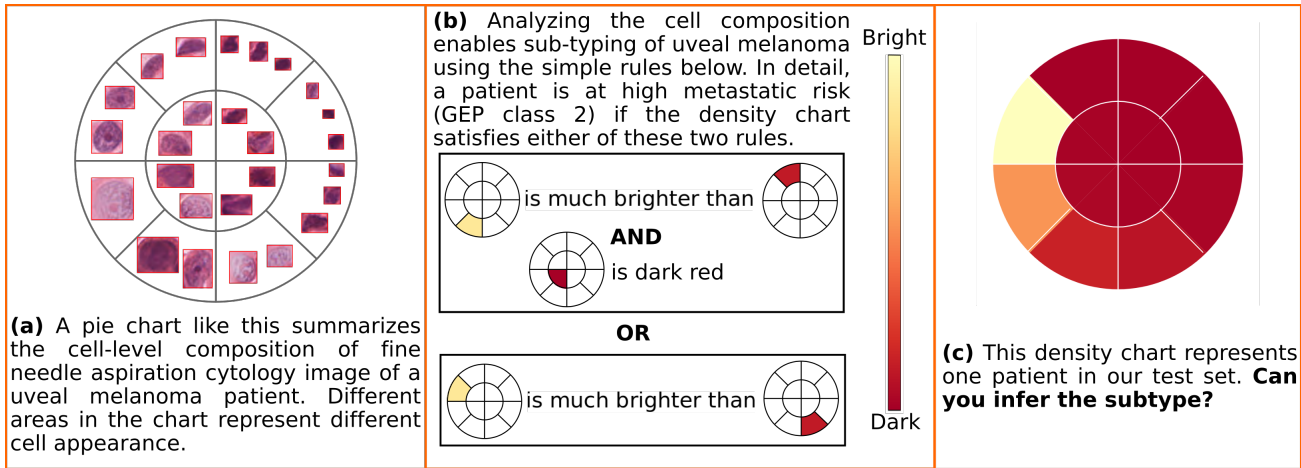 (a) A pie chart like this summarizes
the cell-level composition of fine
needle aspiration cytology image of a
uveal melanoma patient. Different
areas in the chart represent different
cell appearance.
(b) Analyzing the cell composition
enables sub-typing of uveal melanoma
using the simple rules below. In detail,
a patient is at high metastatic risk
(GEP class 2) if the density chart
satisfies either of these two rules.
is much brighter than
AND
is dark red
OR
is much brighter than
Bright
Dark
(c) This density chart represents
one patient in our test set. Can
you infer the subtype?